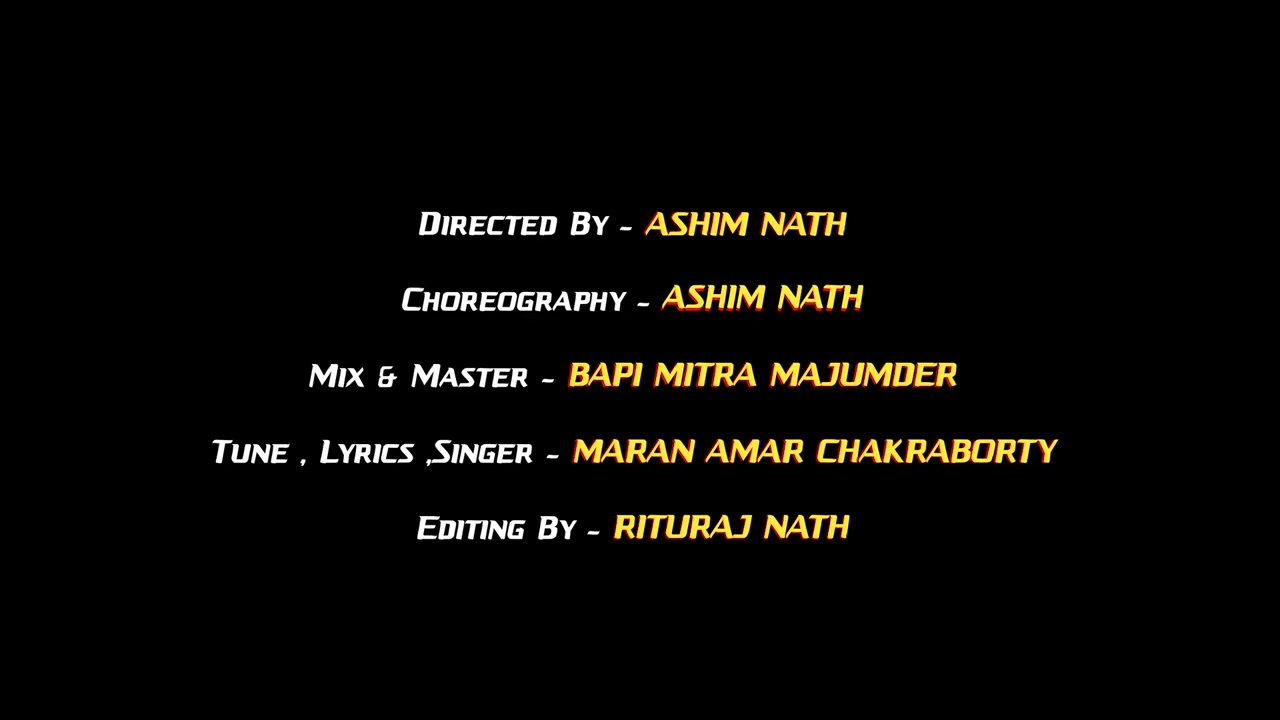 Directed By - ASHIM NATH
Choreography - ASHIM NATH
Mix & Master - BAPI MITRA MAJUMDER
Tune , Lyrics ,Singer - MARAN AMAR CHAKRABORTY
Editing By - RITURAJ NATH